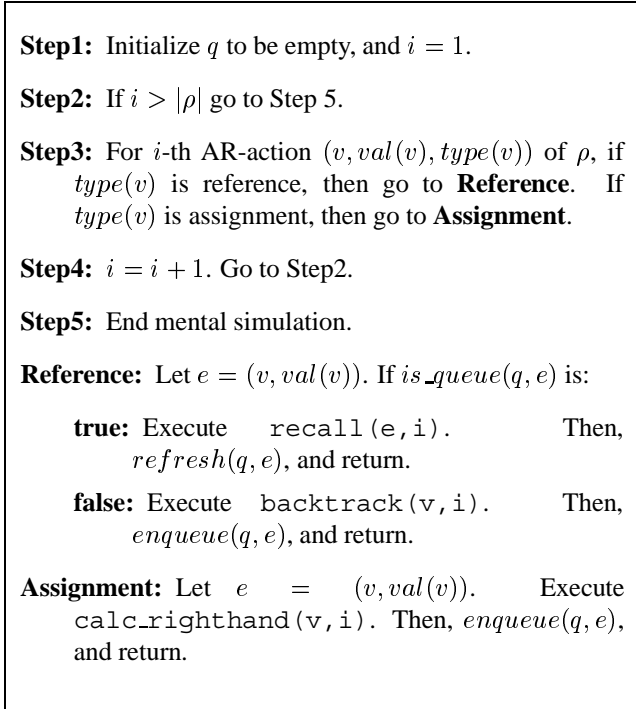 Step1: Initialize q to be empty, and i = 1.
Step2: If i > |ρ| go to Step 5.
Step3: For i-th AR-action (v, val(v), type(v)) of ρ, if
type(v) is reference, then go to Reference. If
type(v) is assignment, then go to Assignment.
Step4: i = i + 1. Go to Step2.
Step5: End mental simulation.
Reference: Let e = (v, val(v)). If is_queue(q, e) is:
true: Execute recall(e,i). Then,
refresh(q, e), and return.
false: Execute backtrack(v,i). Then,
enqueue(q, e), and return.
Assignment: Let e = (v, val(v)). Execute
calc_righthand(v,i). Then, enqueue(q, e),
and return.